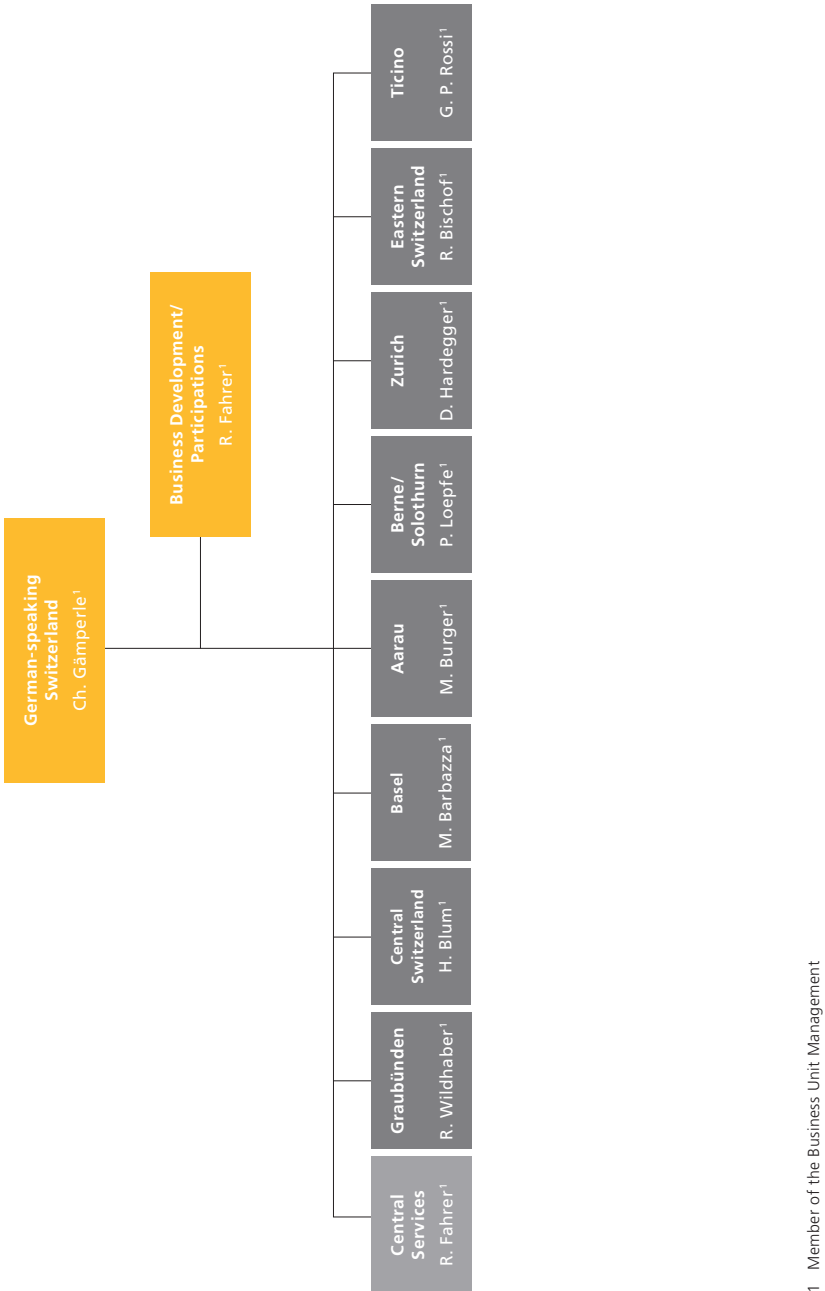 German-speaking
Switzerland
Ch. Gämperle¹
Business Development/
Participations
R. Fahrer¹
Central
Services
R. Fahrer¹
Graubünden
R. Wildhaber¹
Central
Switzerland
H. Blum¹
Basel
M. Barbazza¹
Aarau
M. Burger¹
Berne/
Solothurn
P. Loepfe¹
Zurich
D. Hardegger¹
Eastern
Switzerland
R. Bischof¹
Ticino
G. P. Rossi¹
1 Member of the Business Unit Management